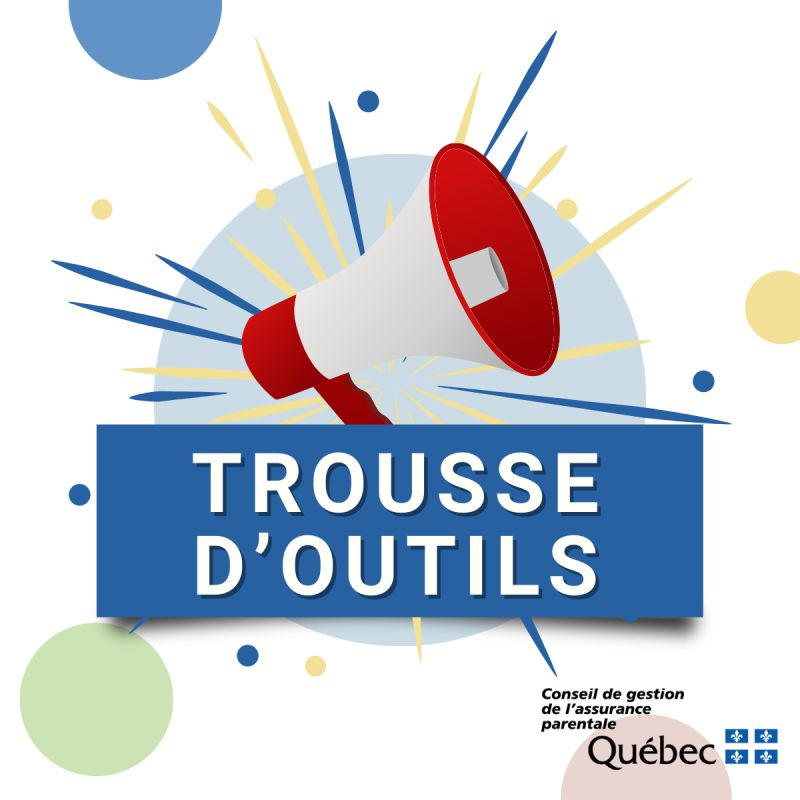 TROUSSE
D’OUTILS
Conseil de gestion
de l’assurance
parentale
Québec